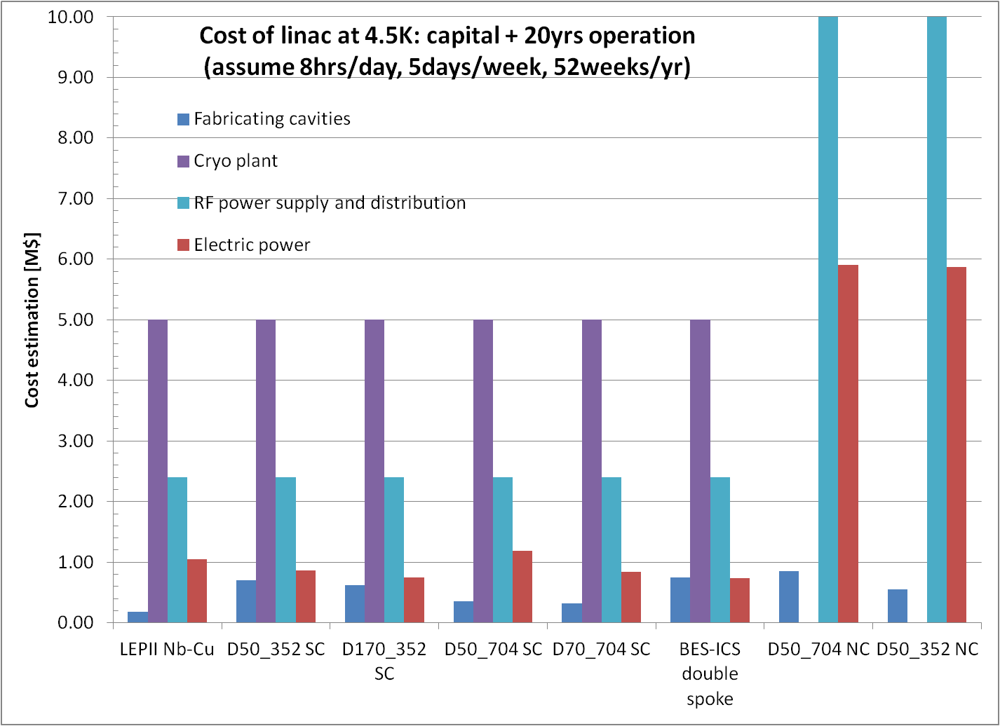 Cost of linac at 4.5K: capital + 20yrs operation
(assume 8hrs/day, 5days/week, 52weeks/yr)
Fabricating cavities
Cryo plant
RF power supply and distribution
Electric power
Cost estimation [M$]
10.00
9.00
8.00
7.00
6.00
5.00
4.00
3.00
2.00
1.00
0.00
LEPII Nb-Cu
D50_352 SC
D170_352
SC
D50_704 SC
D70_704 SC
BES-ICS
double
spoke
D50_704 NC
D50_352 NC